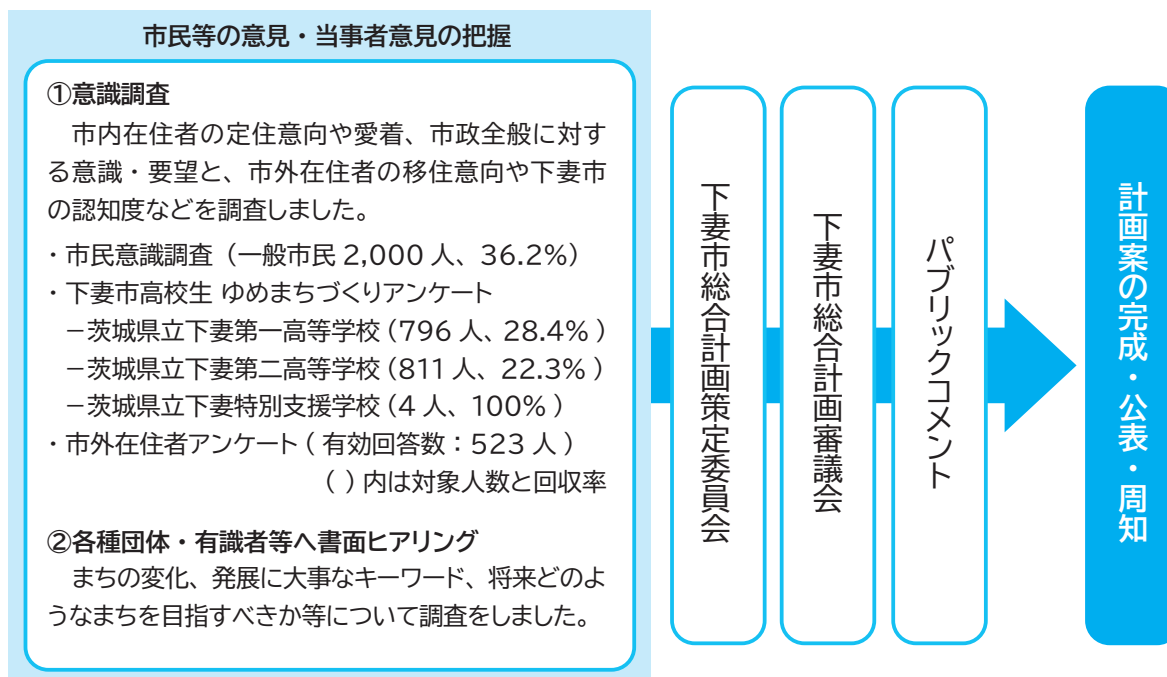 市民等の意見・当事者意見の把握
①意識調査
市内在住者の定住意向や愛着、市政全般に対す
る意識・要望と、市外在住者の移住意向や下妻市
の認知度などを調査しました。
・市民意識調査（一般市民 2,000 人、36.2%）
・下妻市高校生 ゆめまちづくりアンケート
－茨城県立下妻第一高等学校 (796 人、28.4% )
－茨城県立下妻第二高等学校 (811 人、22.3% )
－茨城県立下妻特別支援学校 (4 人、100% )
・市外在住者アンケート ( 有効回答数：523 人 )
( ) 内は対象人数と回収率
②各種団体・有識者等へ書面ヒアリング
まちの変化、発展に大事なキーワード、将来どのよ
うなまちを目指すべきか等について調査をしました。
下妻市総合計画策定委員会
下妻市総合計画審議会
パブリックコメント
計画案の完成・公表・周知